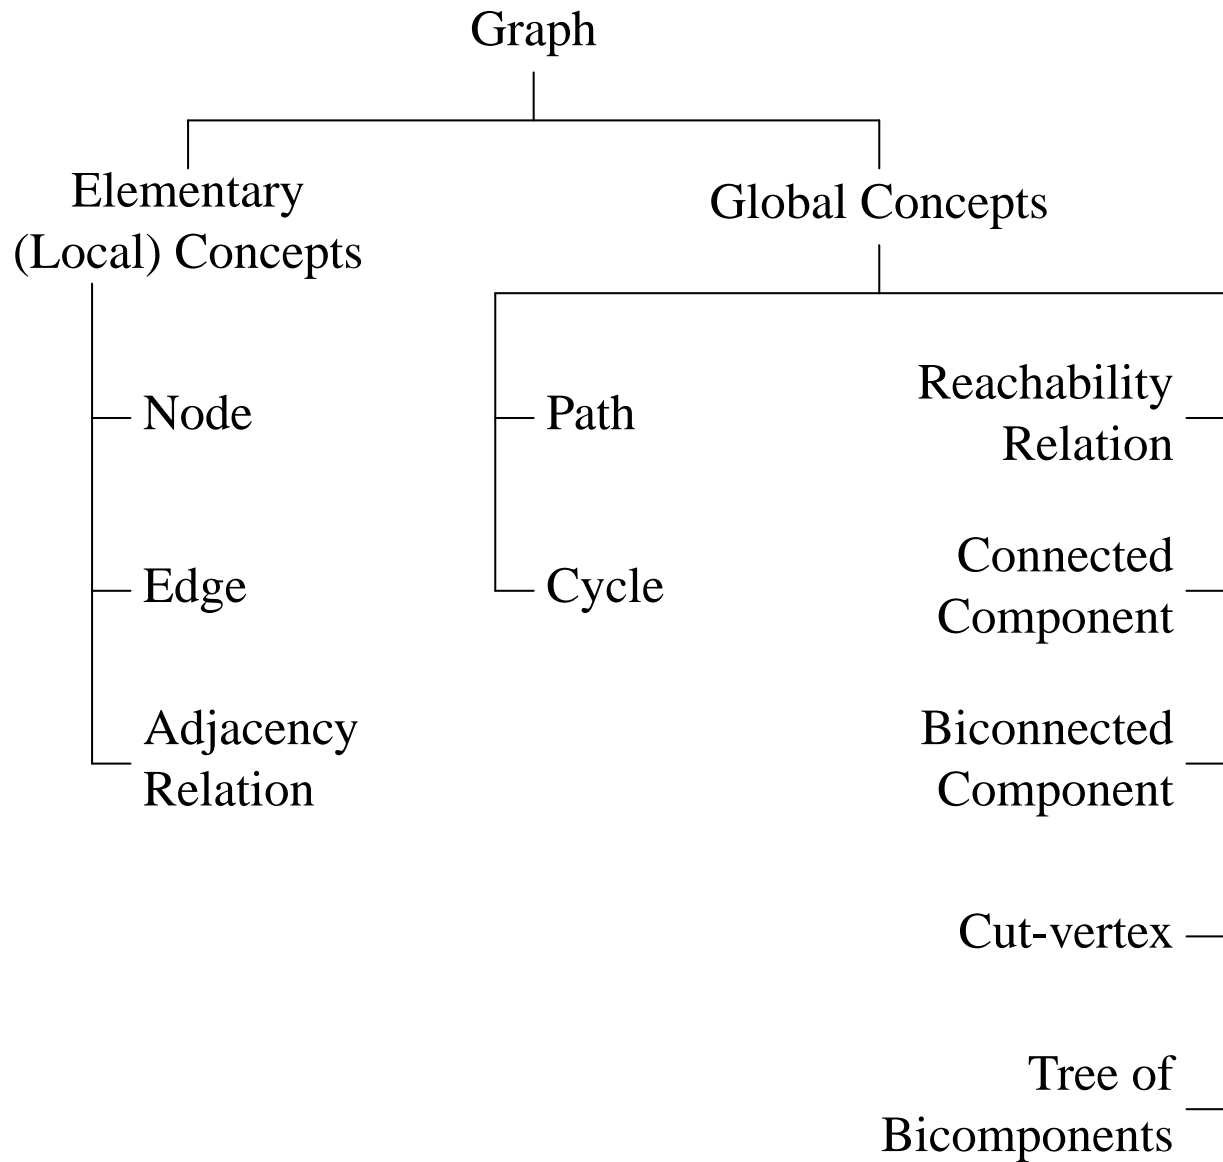 Graph
Elementary
(Local) Concepts
Global Concepts
Node
Edge
Adjacency
Relation
Path
Cycle
Reachability
Relation
Connected
Component
Biconnected
Component
Cut-vertex
Tree of
Bicomponents